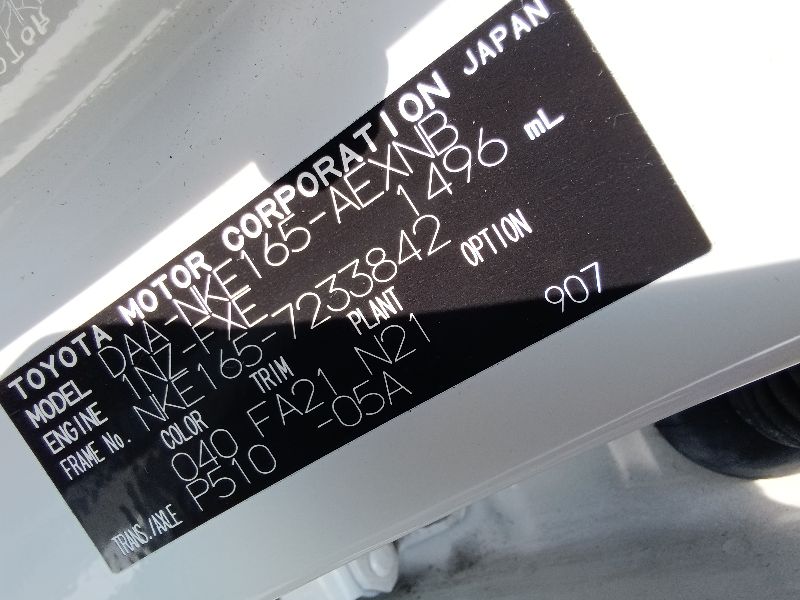 TOYOTA MOTOR CORPORATION JAPAN
MODEL DAA-NKE165-AEXNB
ENGINE 1NZ-FXE 1496 mL
FRAME No. NKE165-7233842
COLOR TRIM PLANT OPTION
040 FA21 N21 907
TRANS./AXLE P510 -05A